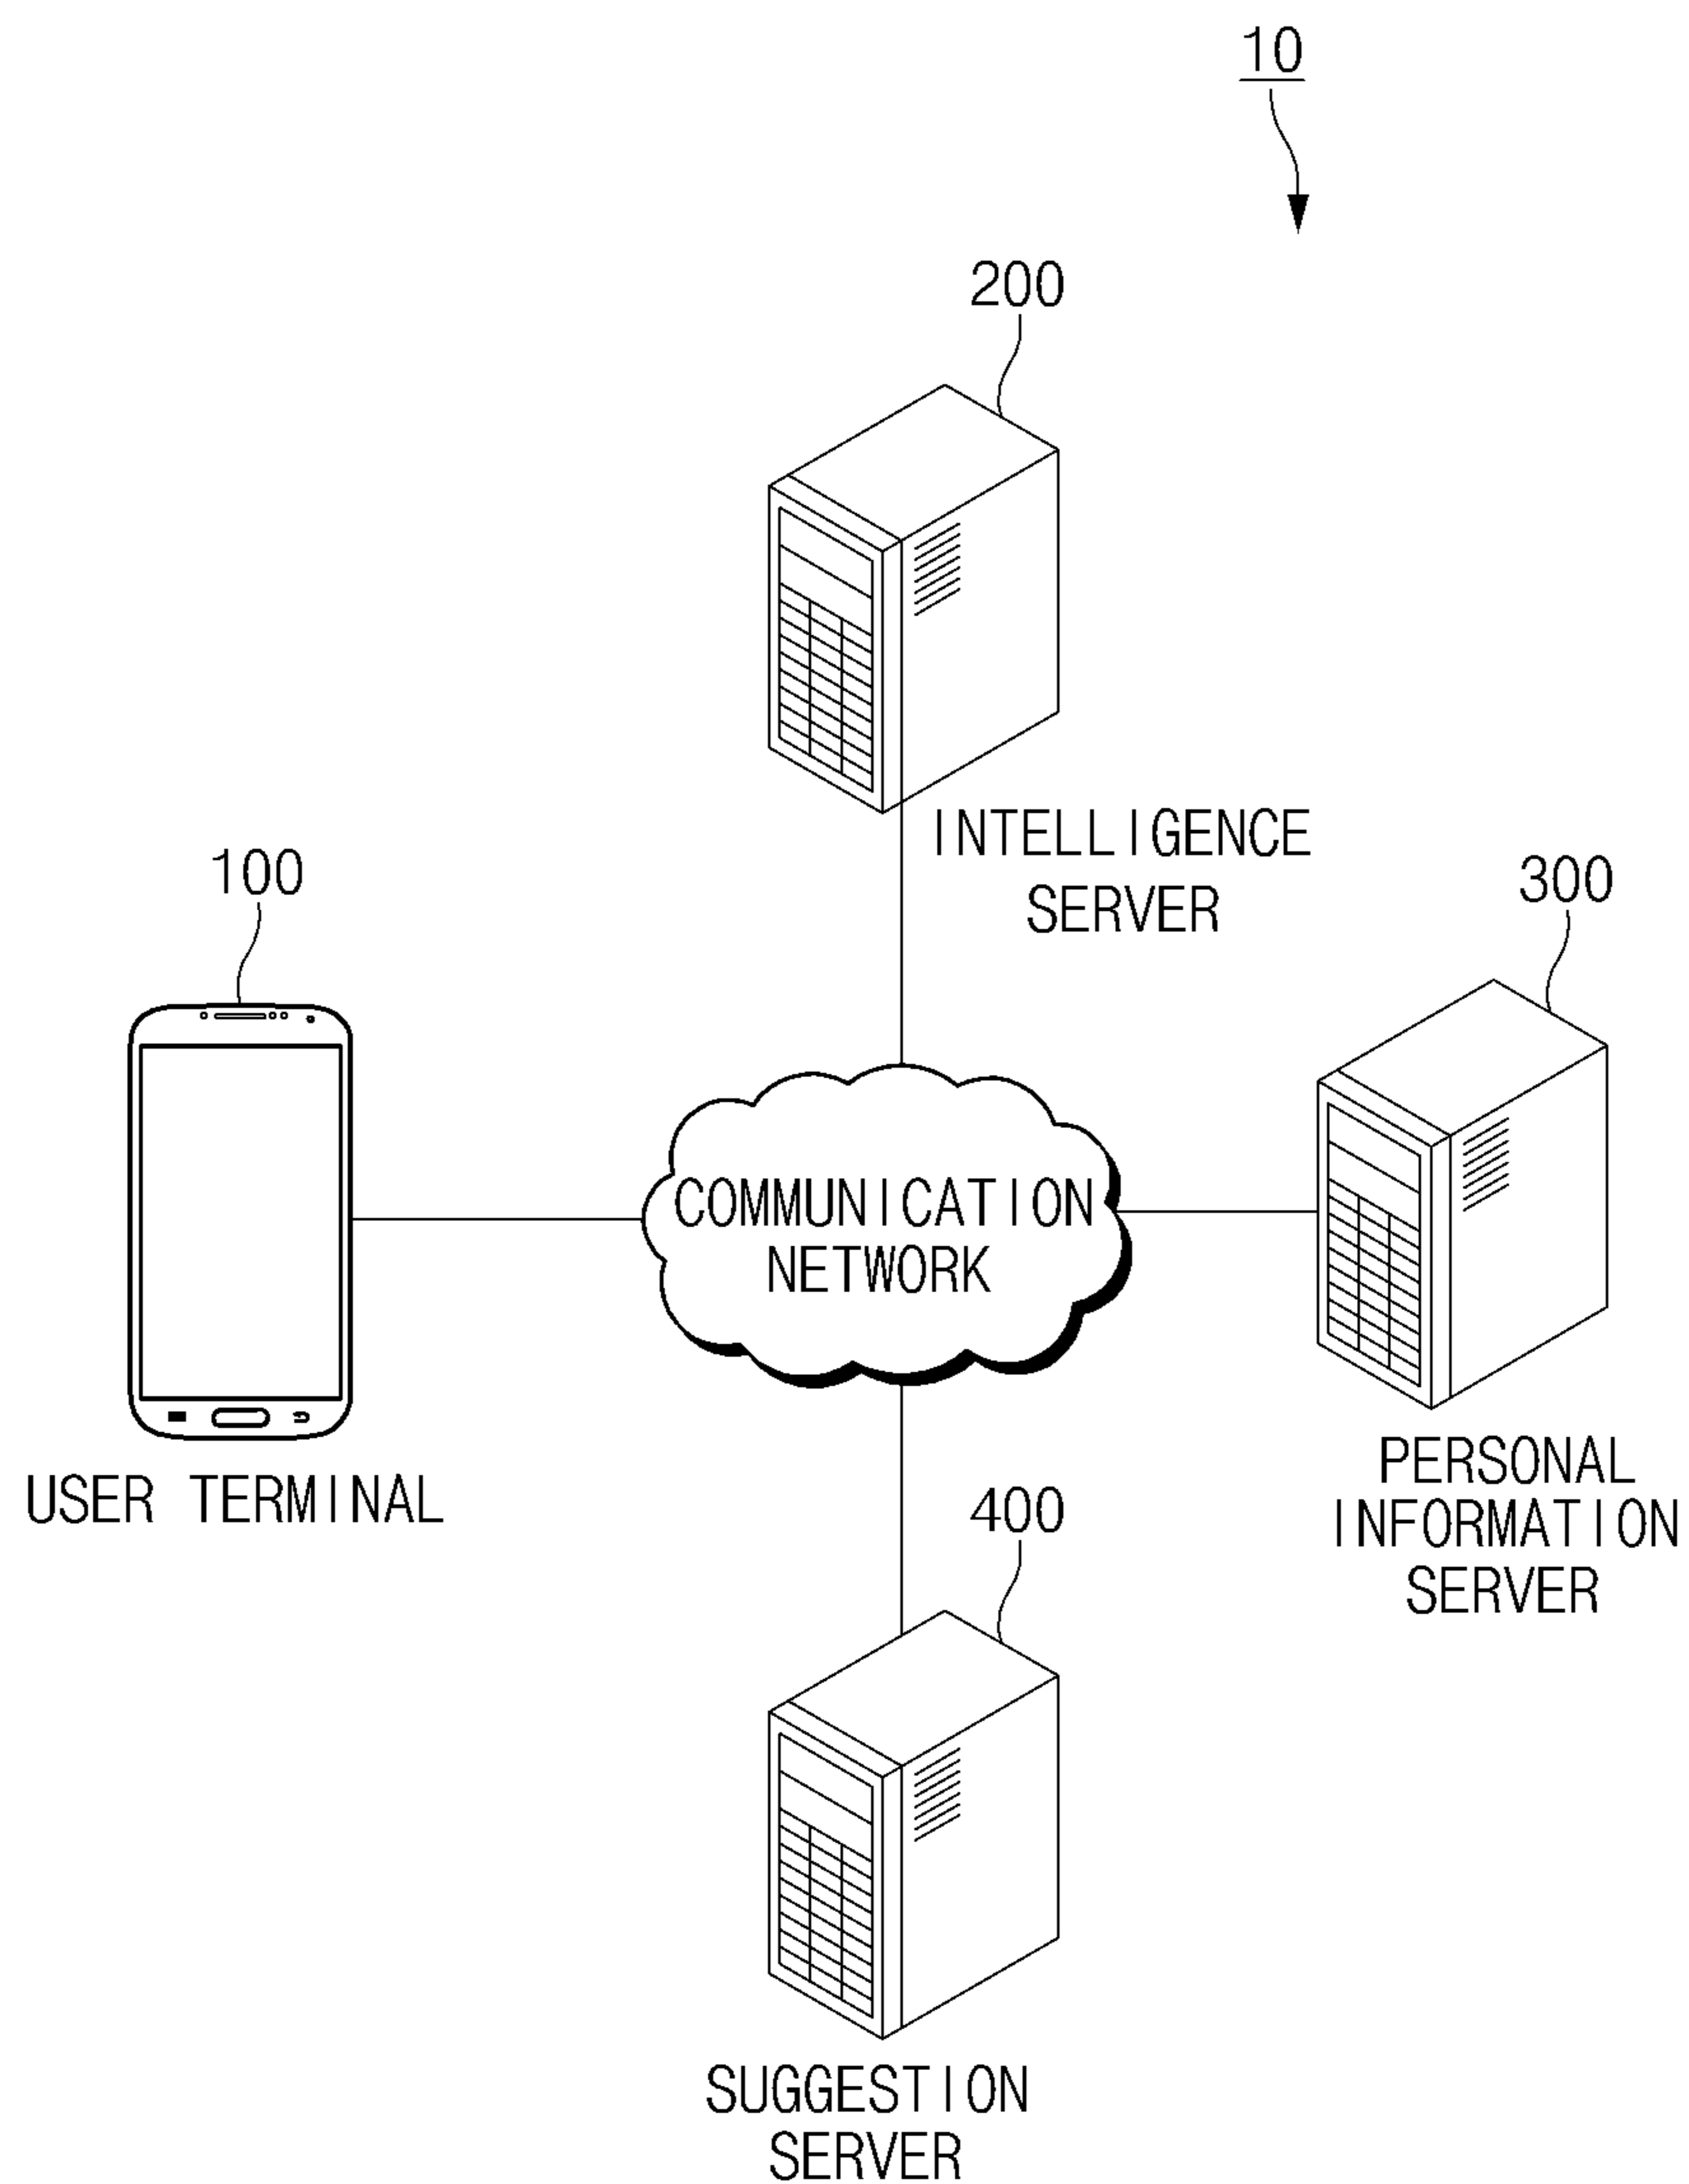 10
200
INTELLIGENCE
SERVER
100
300
COMMUNICATION
NETWORK
USER TERMINAL
PERSONAL
INFORMATION
SERVER
400
SUGGESTION
SERVER